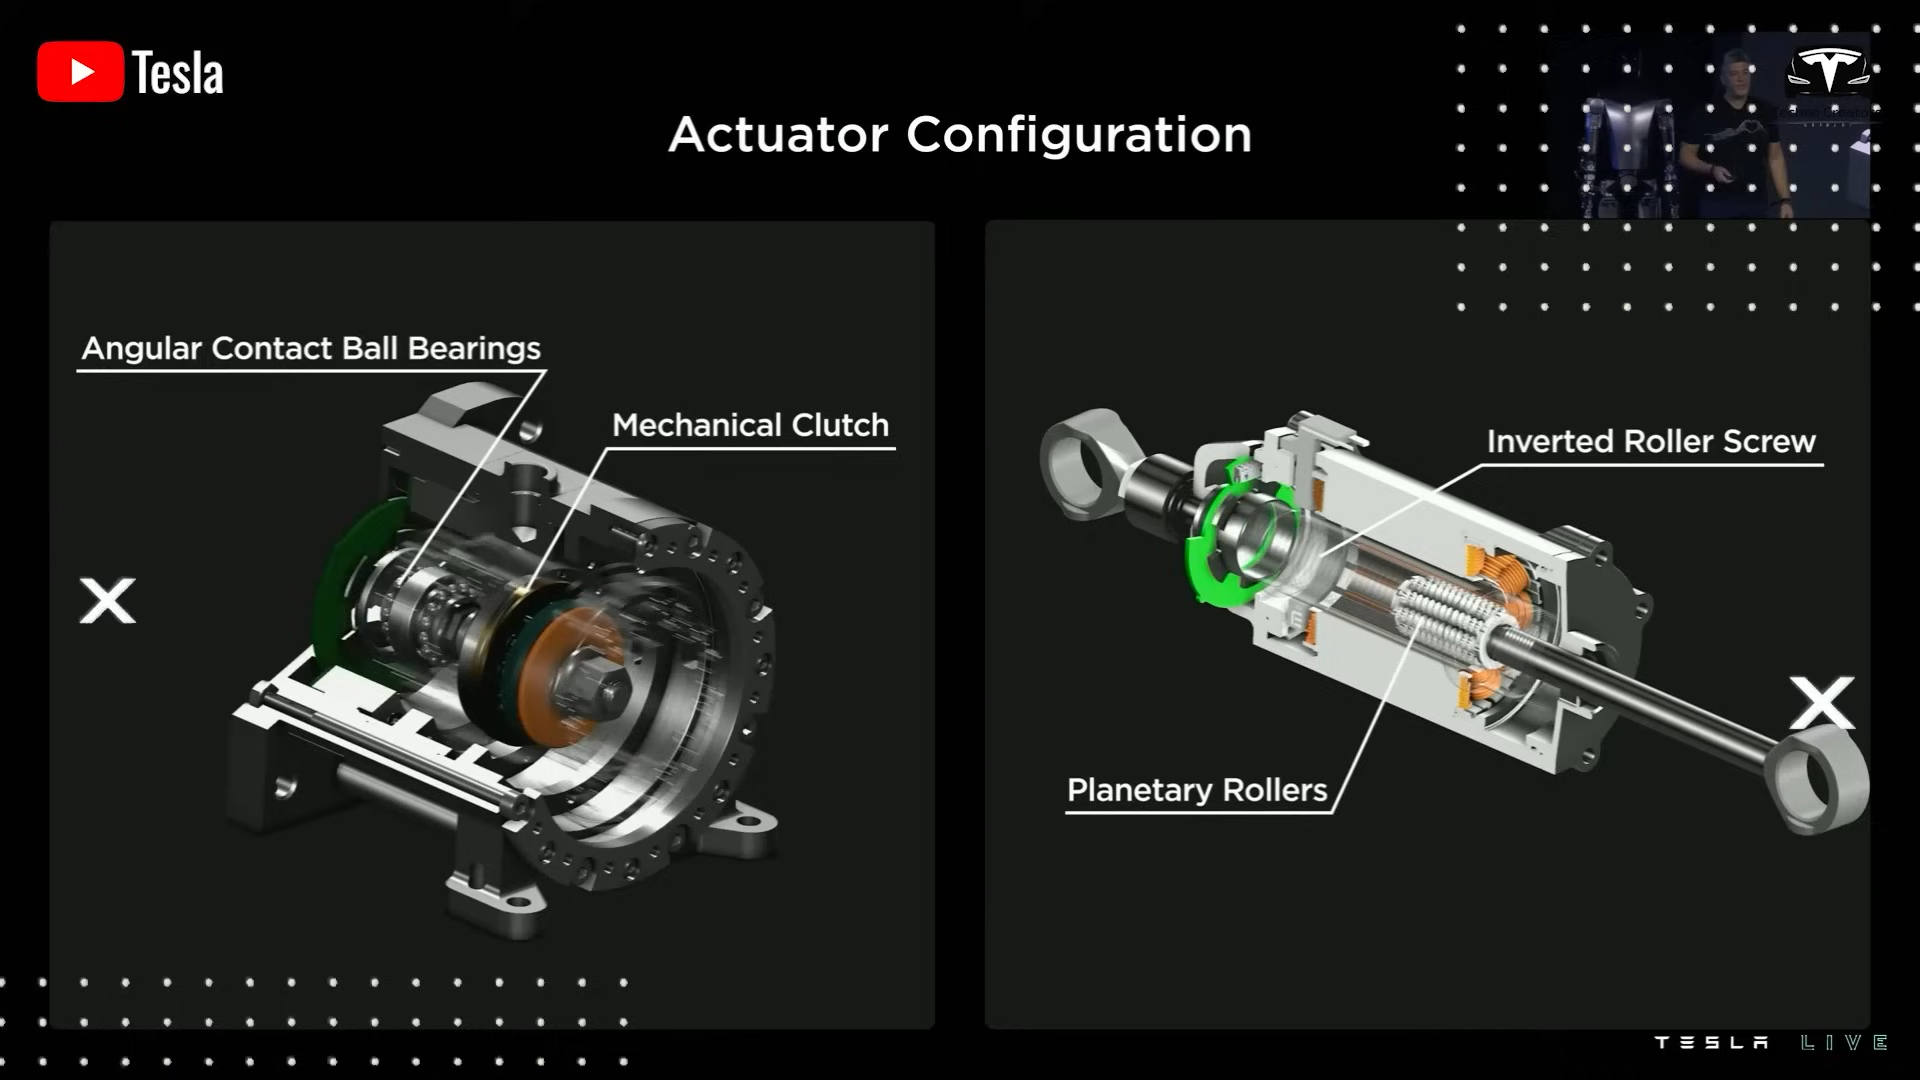 Tesla
Actuator Configuration
Angular Contact Ball Bearings
Mechanical Clutch
Inverted Roller Screw
Planetary Rollers
TESLA LIVE